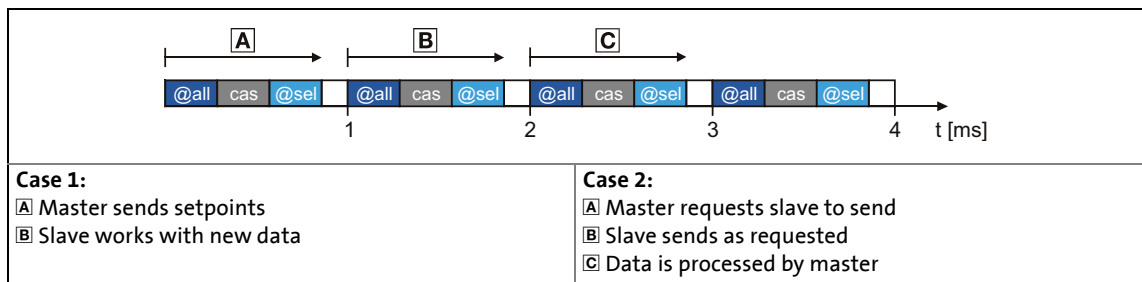 A B C
@all cas @sel @all cas @sel @all cas @sel @all cas @sel
1 2 3 4 t [ms]
Case 1:
A Master sends setpoints
B Slave works with new data
Case 2:
A Master requests slave to send
B Slave sends as requested
C Data is processed by master